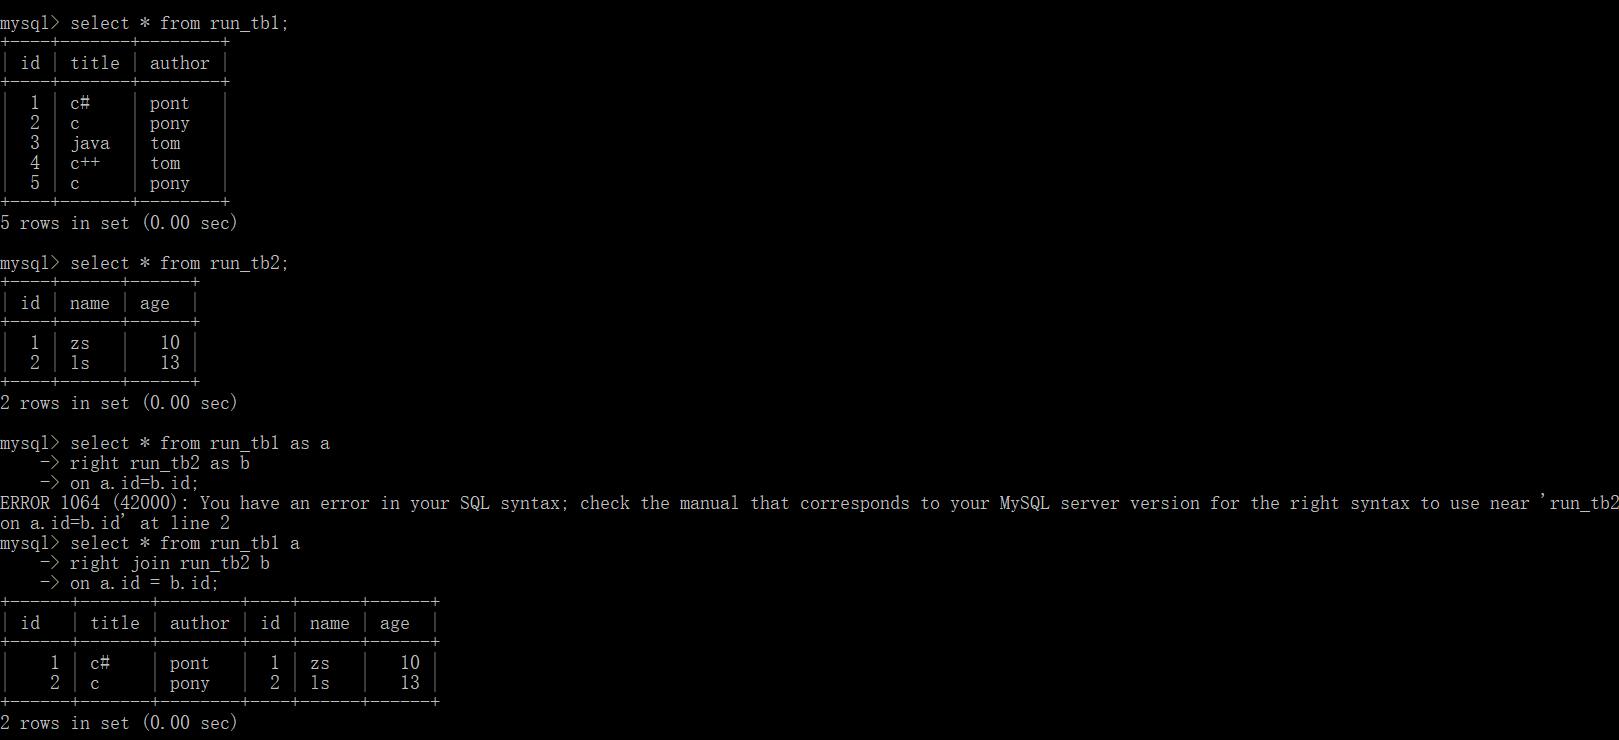 mysql> select * from run_tb1;
+----+-------+--------+
| id | title | author |
+----+-------+--------+
|  1 | c#    | pont   |
|  2 | c     | pony   |
|  3 | java  | tom    |
|  4 | c++   | tom    |
|  5 | c     | pony   |
+----+-------+--------+
5 rows in set (0.00 sec)
mysql> select * from run_tb2;
+----+------+------+
| id | name | age  |
+----+------+------+
|  1 | zs   |   10 |
|  2 | ls   |   13 |
+----+------+------+
2 rows in set (0.00 sec)
mysql> select * from run_tb1 as a
    -> right run_tb2 as b
    -> on a.id=b.id;
ERROR 1064 (42000): You have an error in your SQL syntax; check the manual that corresponds to your MySQL server version for the right syntax to use near 'run_tb2
on a.id=b.id' at line 2
mysql> select * from run_tb1 a
    -> right join run_tb2 b
    -> on a.id = b.id;
+------+-------+--------+----+------+------+
| id   | title | author | id | name | age  |
+------+-------+--------+----+------+------+
|    1 | c#    | pont   |  1 | zs   |   10 |
|    2 | c     | pony   |  2 | ls   |   13 |
+------+-------+--------+----+------+------+
2 rows in set (0.00 sec)